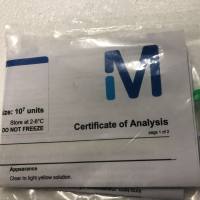 M
Size: 10⁷ units
Store at 2-8°C
DO NOT FREEZE
Certificate of Analysis
page 1 of 2
Appearance
Clear to light yellow solution.